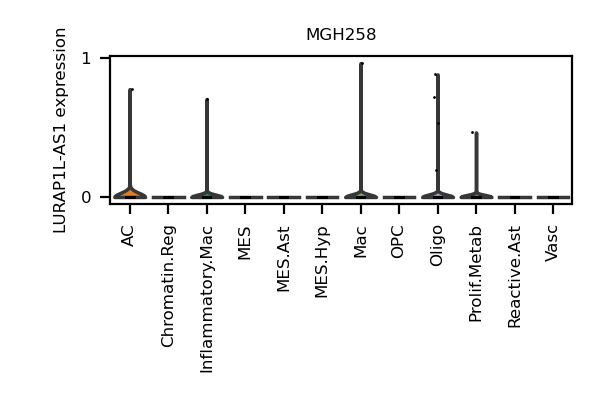 MGH258
LURAP1L-AS1 expression
1
0
AC
Chromatin.Reg
Inflammatory.Mac
MES
MES.Ast
MES.Hyp
Mac
OPC
Oligo
Prolif.Metab
Reactive.Ast
Vasc